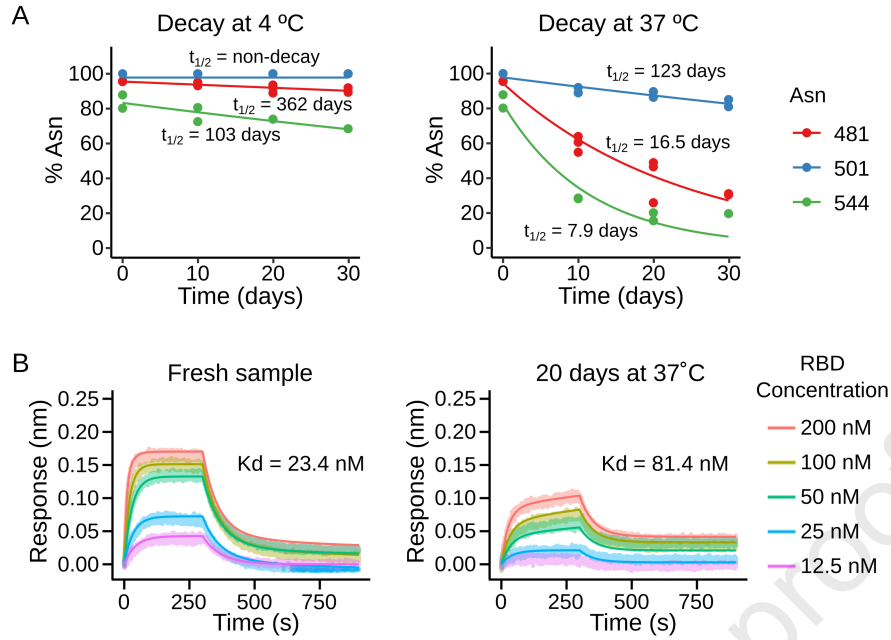 A
Decay at 4 ºC
t1/2 = non-decay
t1/2 = 362 days
t1/2 = 103 days
% Asn
100
80
60
40
20
0
0 10 20 30
Time (days)
Decay at 37 ºC
t1/2 = 123 days
t1/2 = 16.5 days
t1/2 = 7.9 days
% Asn
100
80
60
40
20
0
0 10 20 30
Time (days)
Asn
481
501
544
B
Fresh sample
Kd = 23.4 nM
Response (nm)
0.25
0.20
0.15
0.10
0.05
0.00
0 250 500 750
Time (s)
20 days at 37˚C
Kd = 81.4 nM
Response (nm)
0.25
0.20
0.15
0.10
0.05
0.00
0 250 500 750
Time (s)
RBD
Concentration
200 nM
100 nM
50 nM
25 nM
12.5 nM